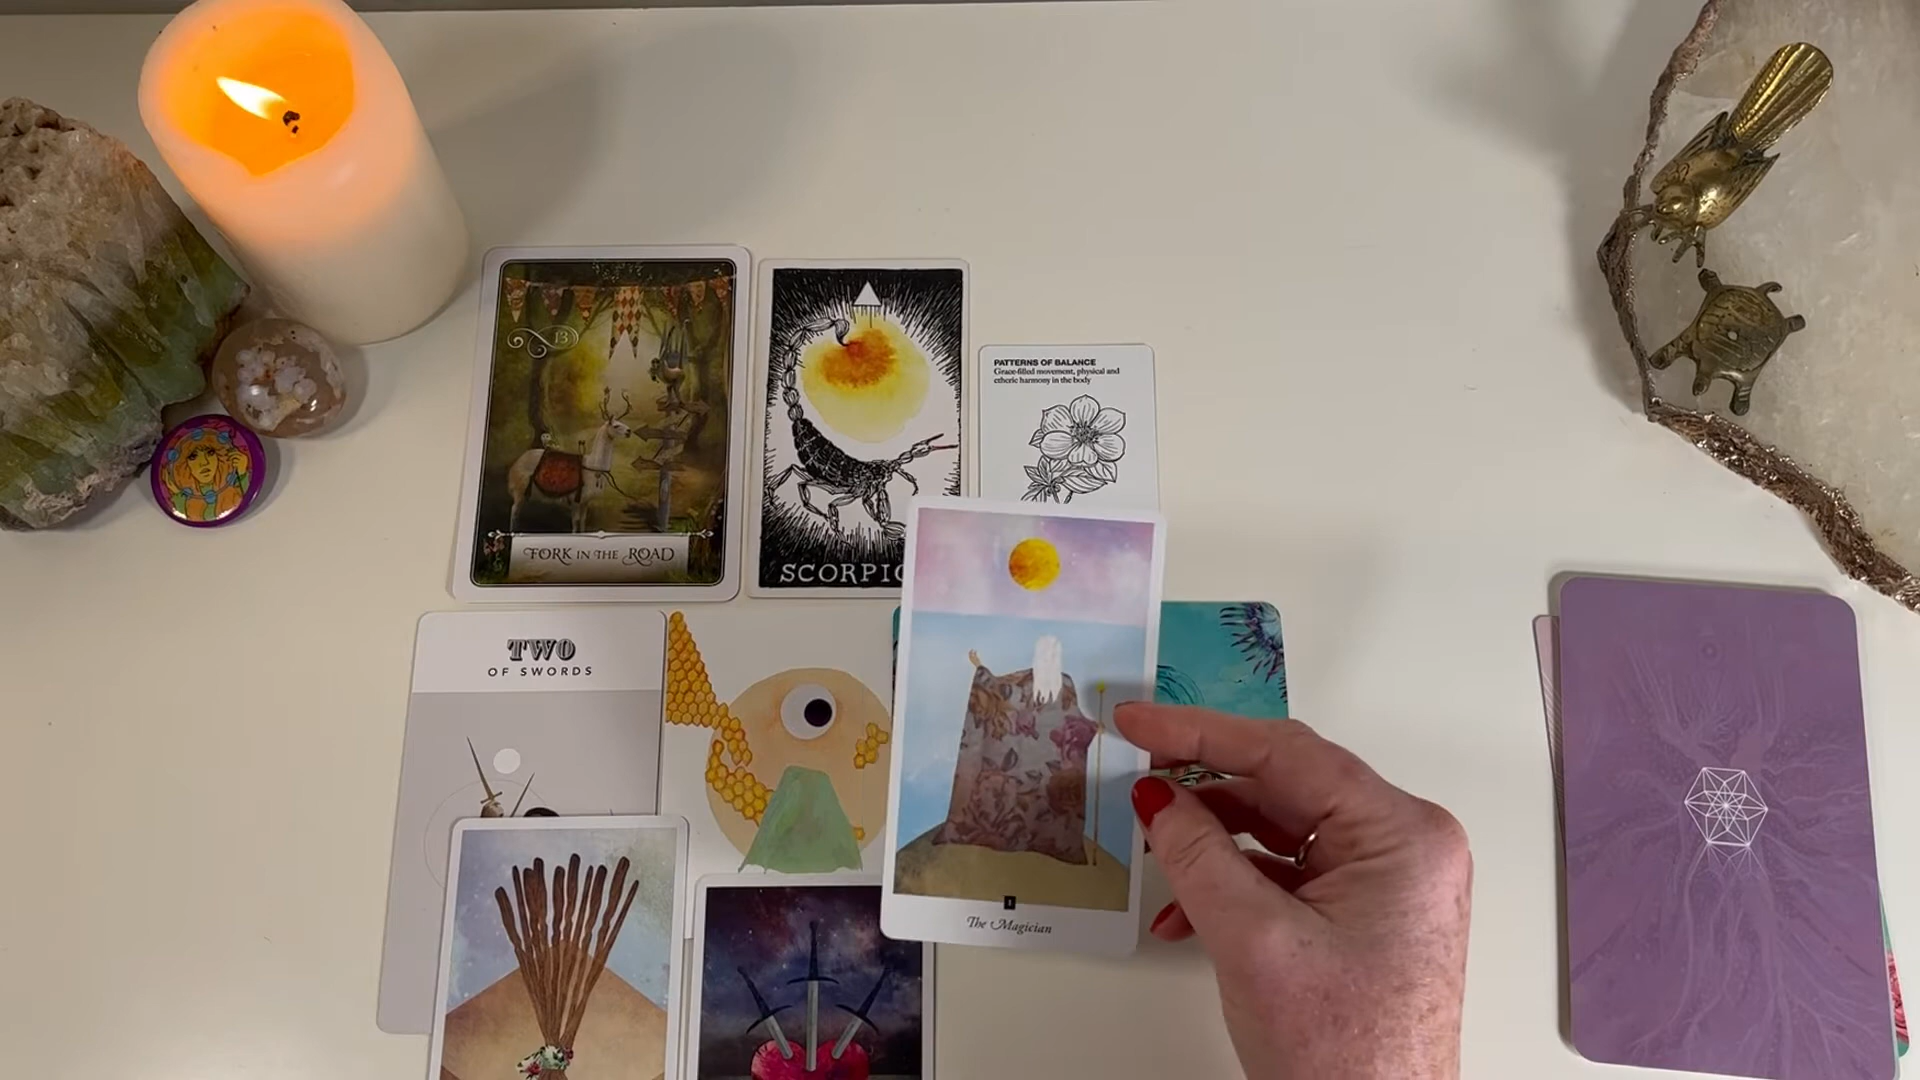 13
FORK IN THE ROAD
SCORPIO
PATTERNS OF BALANCE
Grace-filled movement, physical and
etheric harmony in the body
TWO
OF SWORDS
1
The Magician